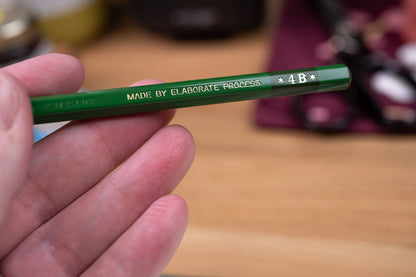 MADE BY ELABORATE PROCESS ★4B★